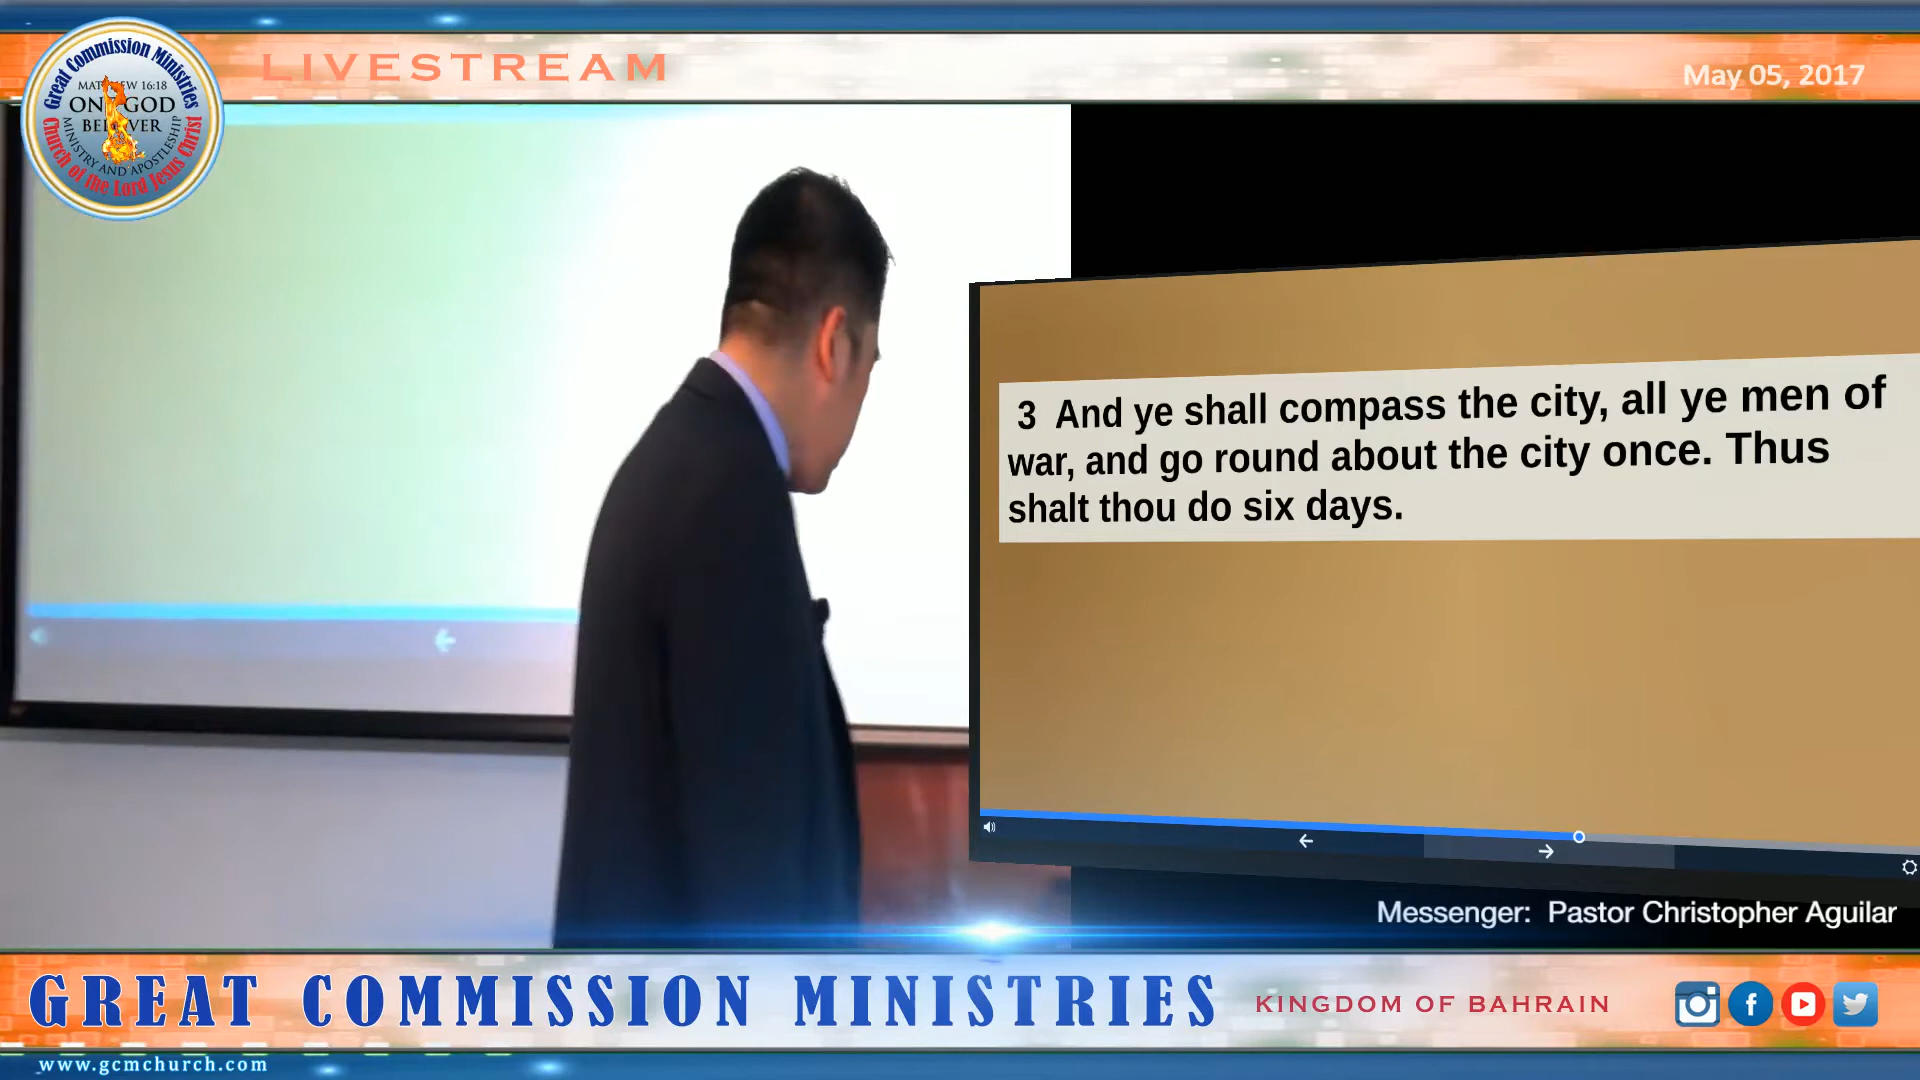 LIVESTREAM
May 05, 2017
Great Commission Ministries
MATTHEW 16:18
ONE GOD
BELIEVER
MINISTRY AND APOSTLESHIP
Church of the Lord Jesus Christ
3 And ye shall compass the city, all ye men of
war, and go round about the city once. Thus
shalt thou do six days.
Messenger: Pastor Christopher Aguilar
GREAT COMMISSION MINISTRIES
KINGDOM OF BAHRAIN
www.gcmchurch.com